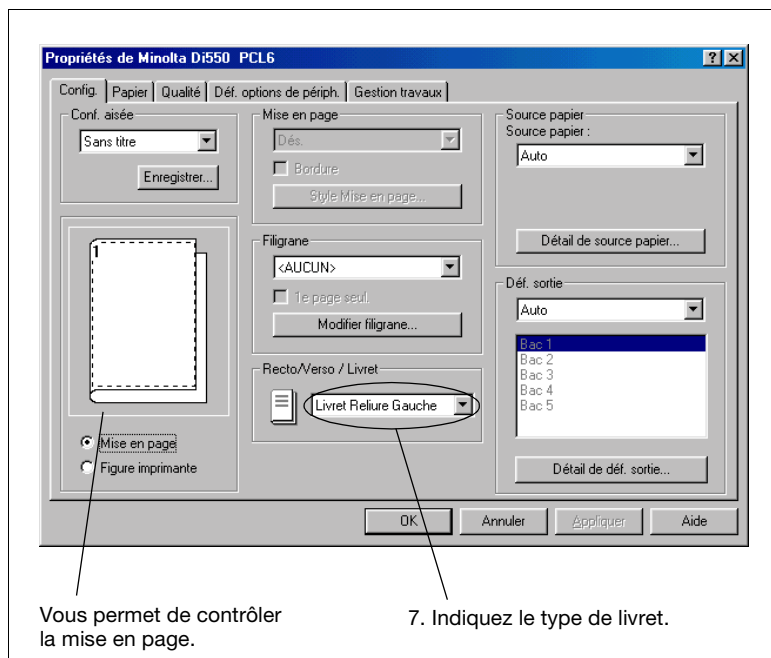 Propriétés de Minolta Di550 PCL6
Config.
Papier
Qualité
Déf. options de périph.
Gestion travaux
Conf. aisée
Sans titre
Enregistrer...
1
Mise en page
Figure imprimante
Mise en page
Dés.
Bordure
Style Mise en page...
Filigrane
<AUCUN>
1e page seul.
Modifier filigrane...
Recto/Verso / Livret
Livret Reliure Gauche
Source papier
Source papier :
Auto
Détail de source papier...
Déf. sortie
Auto
Bac 1
Bac 2
Bac 3
Bac 4
Bac 5
Détail de déf. sortie...
OK
Annuler
Appliquer
Aide
Vous permet de contrôler
la mise en page.
7. Indiquez le type de livret.